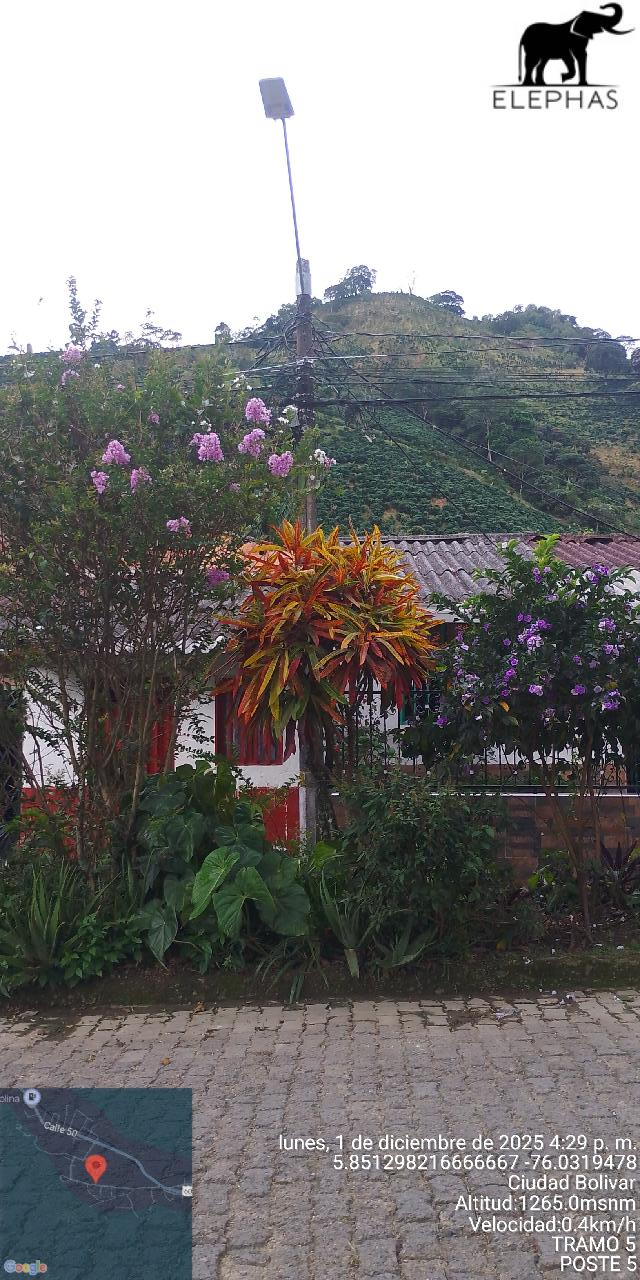 ELEPHAS
Calle 50
lunes, 1 de diciembre de 2025 4:29 p. m.
5.851298216666667 -76.0319478
Ciudad Bolivar
Altitud:1265.0msnm
Velocidad:0.4km/h
TRAMO 5
POSTE 5
Google